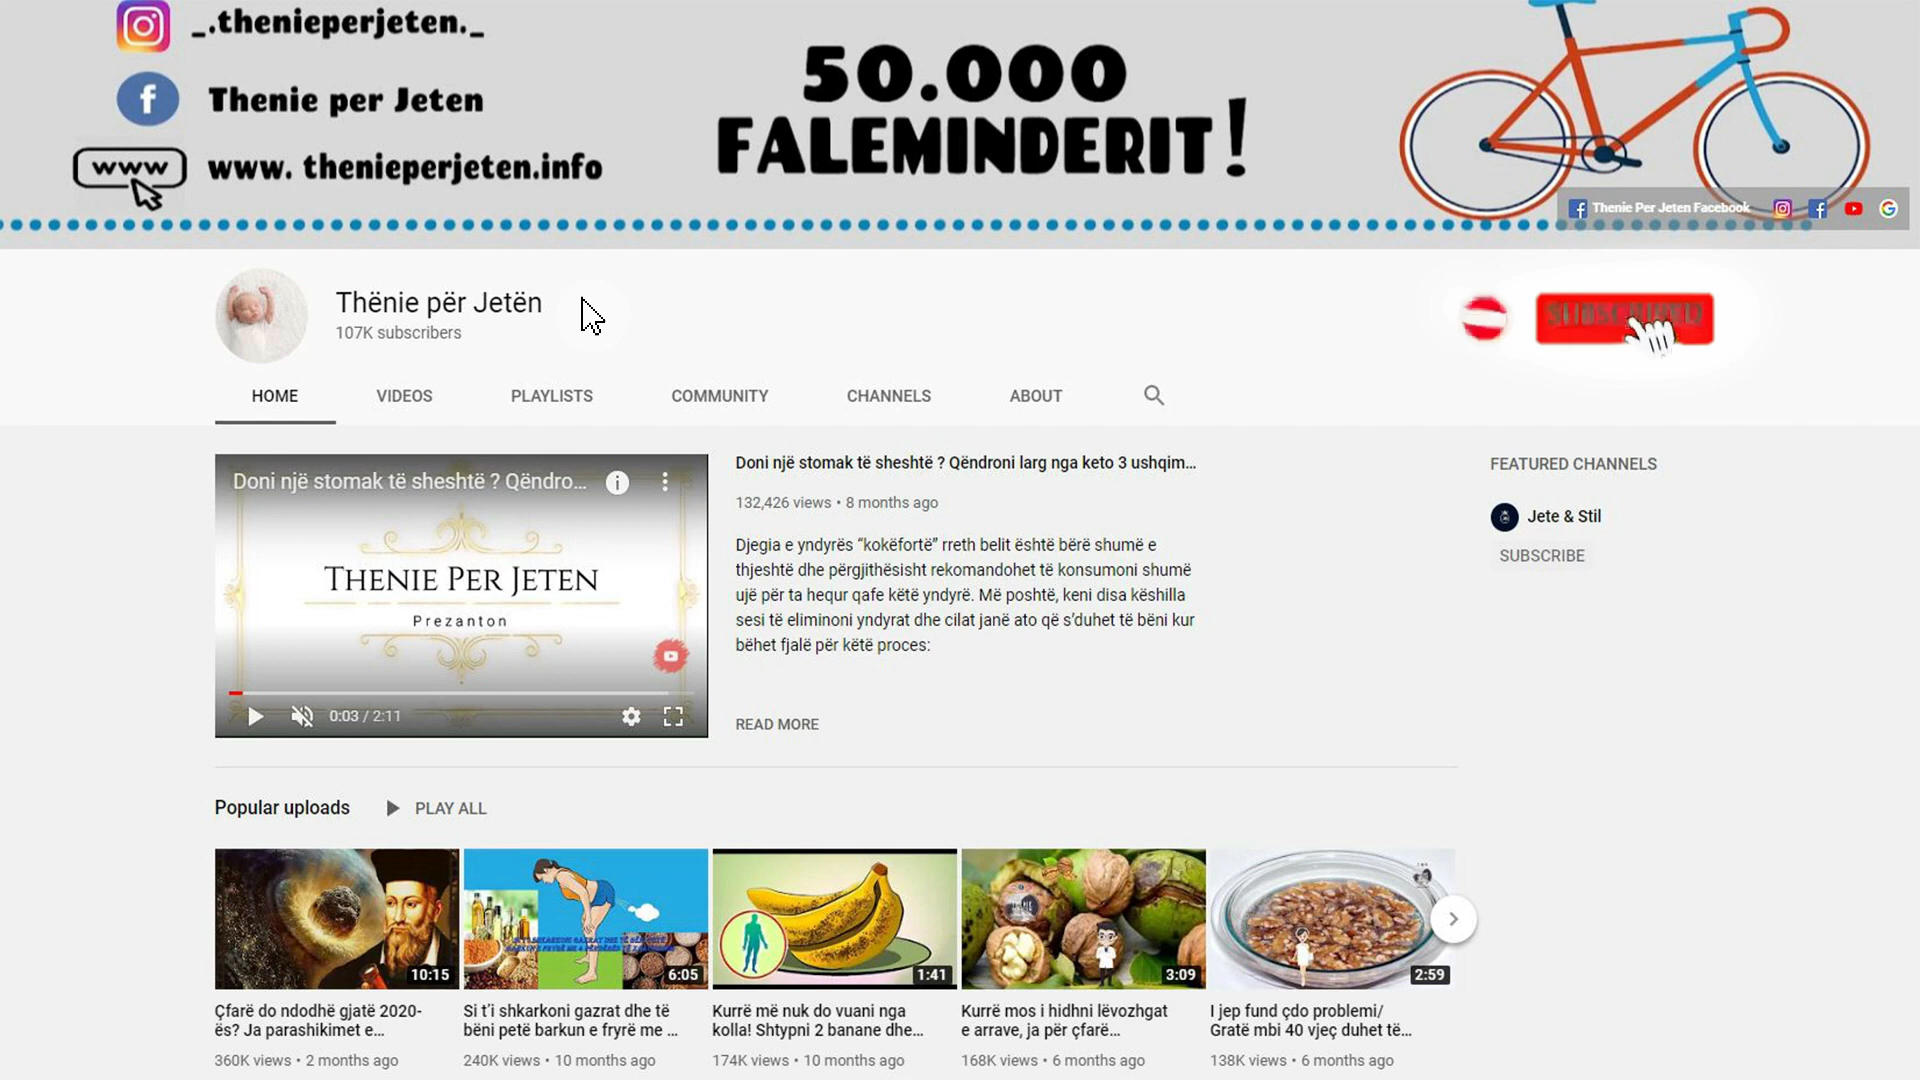 _.thenieperjeten._
Thenie per Jeten
www
www. thenieperjeten.info
50.000
FALEMINDERIT!
Thenie Per Jeten Facebook
Thënie për Jetën
107K subscribers
HOME
VIDEOS
PLAYLISTS
COMMUNITY
CHANNELS
ABOUT
Doni një stomak të sheshtë ? Qëndro...
THENIE PER JETEN
Prezanton
0:03 / 2:11
Doni një stomak të sheshtë ? Qëndroni larg nga keto 3 ushqim...
132,426 views • 8 months ago
Djegia e yndyrës “kokëfortë” rreth belit është bërë shumë e
thjeshtë dhe përgjithësisht rekomandohet të konsumoni shumë
ujë për ta hequr qafe këtë yndyrë. Më poshtë, keni disa këshilla
sesi të eliminoni yndyrat dhe cilat janë ato që s’duhet të bëni kur
bëhet fjalë për këtë proces:
READ MORE
FEATURED CHANNELS
Jete & Stil
SUBSCRIBE
Popular uploads
PLAY ALL
10:15
6:05
1:41
3:09
2:59
Çfarë do ndodhë gjatë 2020-
ës? Ja parashikimet e...
360K views • 2 months ago
Si t’i shkarkoni gazrat dhe të
bëni petë barkun e fryrë me ...
240K views • 10 months ago
Kurrë më nuk do vuani nga
kolla! Shtypni 2 banane dhe...
174K views • 10 months ago
Kurrë mos i hidhni lëvozhgat
e arrave, ja për çfarë...
168K views • 6 months ago
I jep fund çdo problemi/
Gratë mbi 40 vjeç duhet të...
138K views • 6 months ago